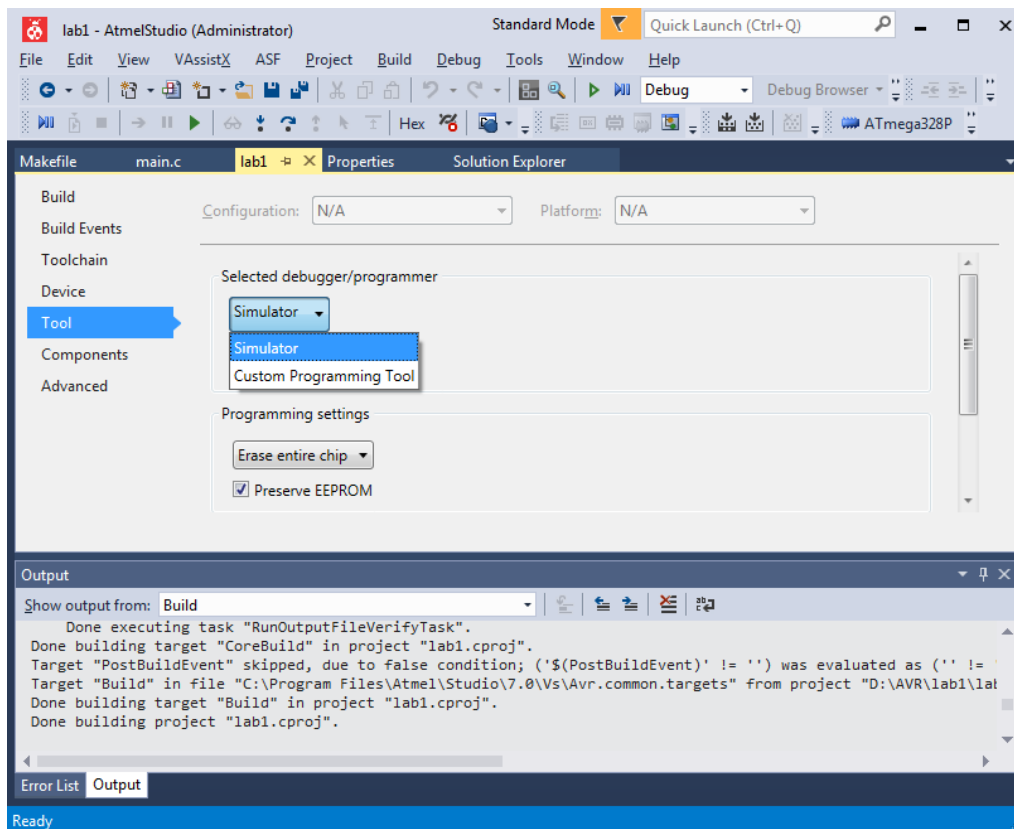 lab1 - AtmelStudio (Administrator)
Standard Mode
Quick Launch (Ctrl+Q)
File Edit View VAssistX ASF Project Build Debug Tools Window Help
Debug
Debug Browser
Hex
ATmega328P
Makefile main.c lab1 Properties Solution Explorer
Build
Build Events
Toolchain
Device
Tool
Components
Advanced
Configuration: N/A Platform: N/A
Selected debugger/programmer
Simulator
Simulator
Custom Programming Tool
Programming settings
Erase entire chip
Preserve EEPROM
Output
Show output from: Build
Done executing task "RunOutputFileVerifyTask".
Done building target "CoreBuild" in project "lab1.cproj".
Target "PostBuildEvent" skipped, due to false condition; ('$(PostBuildEvent)' != '') was evaluated as ('' != '
Target "Build" in file "C:\Program Files\Atmel\Studio\7.0\Vs\Avr.common.targets" from project "D:\AVR\lab1\lab
Done building target "Build" in project "lab1.cproj".
Done building project "lab1.cproj".
Error List Output
Ready